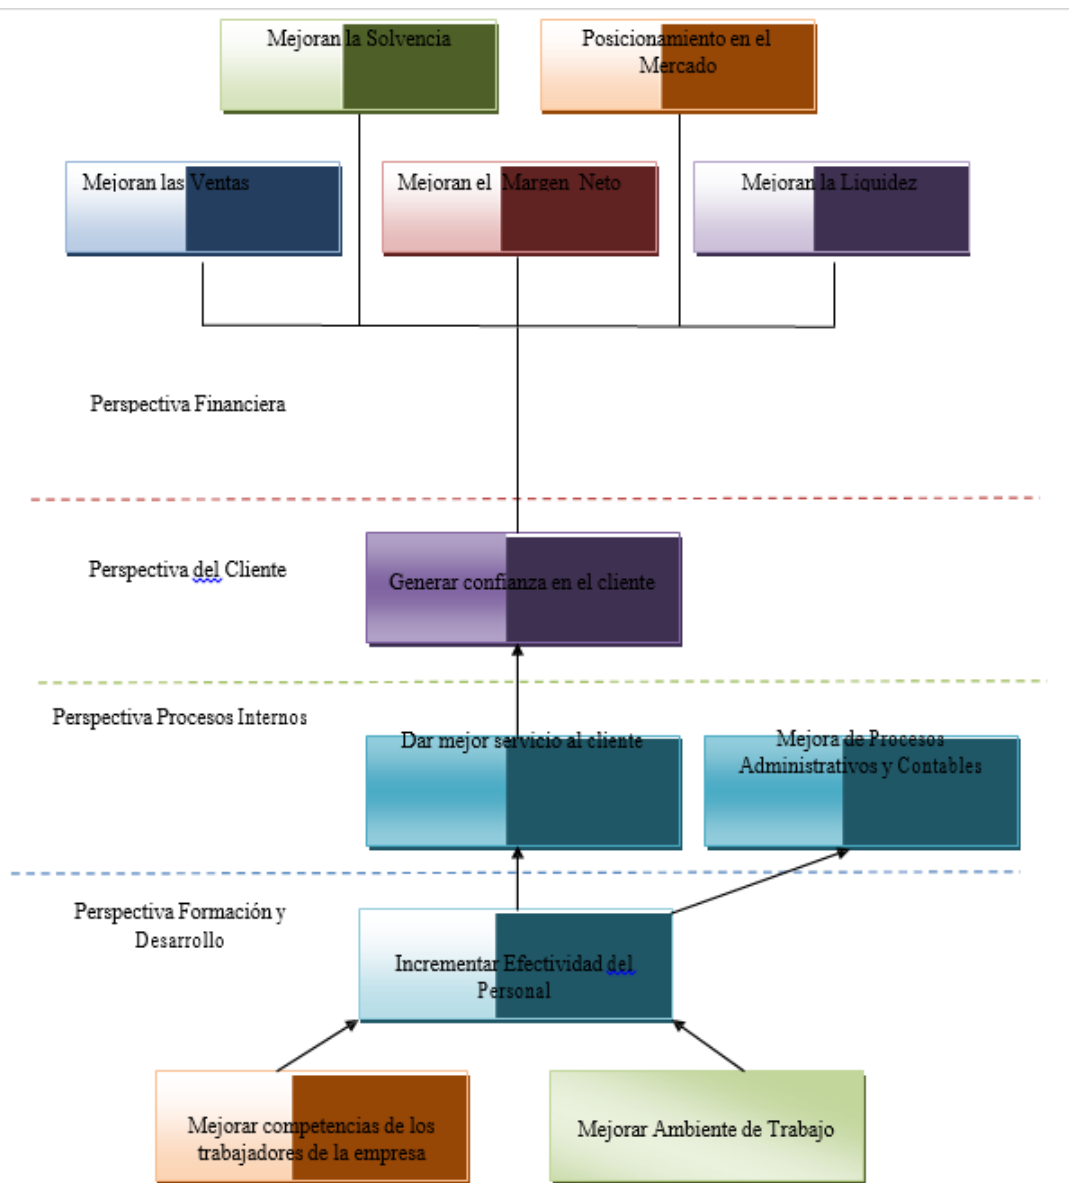 Mejoran la Solvencia
Posicionamiento en el
Mercado
Mejoran las Ventas
Mejoran el Margen Neto
Mejoran la Liquidez
Perspectiva Financiera
Perspectiva del Cliente
Generar confianza en el cliente
Perspectiva Procesos Internos
Dar mejor servicio al cliente
Mejora de Procesos
Administrativos y Contables
Perspectiva Formación y
Desarrollo
Incrementar Efectividad del
Personal
Mejorar competencias de los
trabajadores de la empresa
Mejorar Ambiente de Trabajo